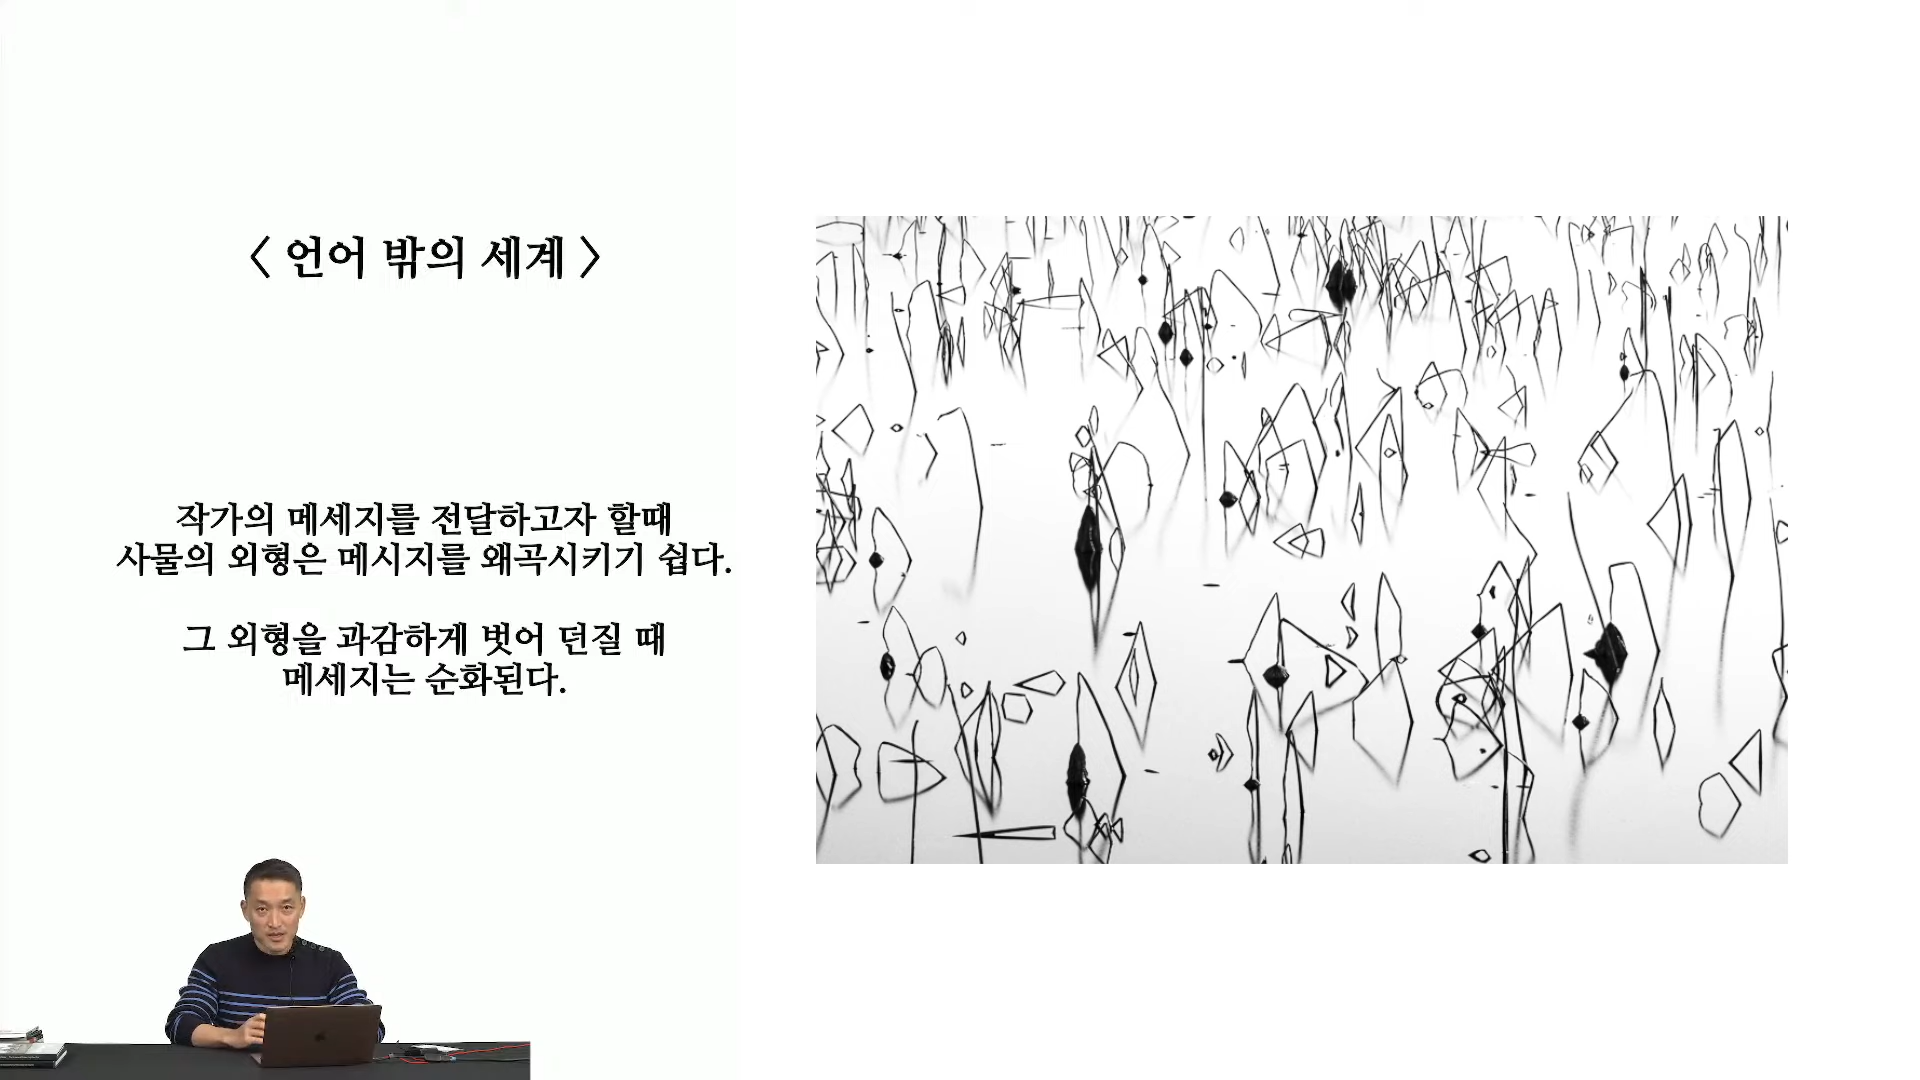 〈 언어 밖의 세계 〉
작가의 메세지를 전달하고자 할때
사물의 외형은 메시지를 왜곡시키기 쉽다.
그 외형을 과감하게 벗어 던질 때
메세지는 순화된다.